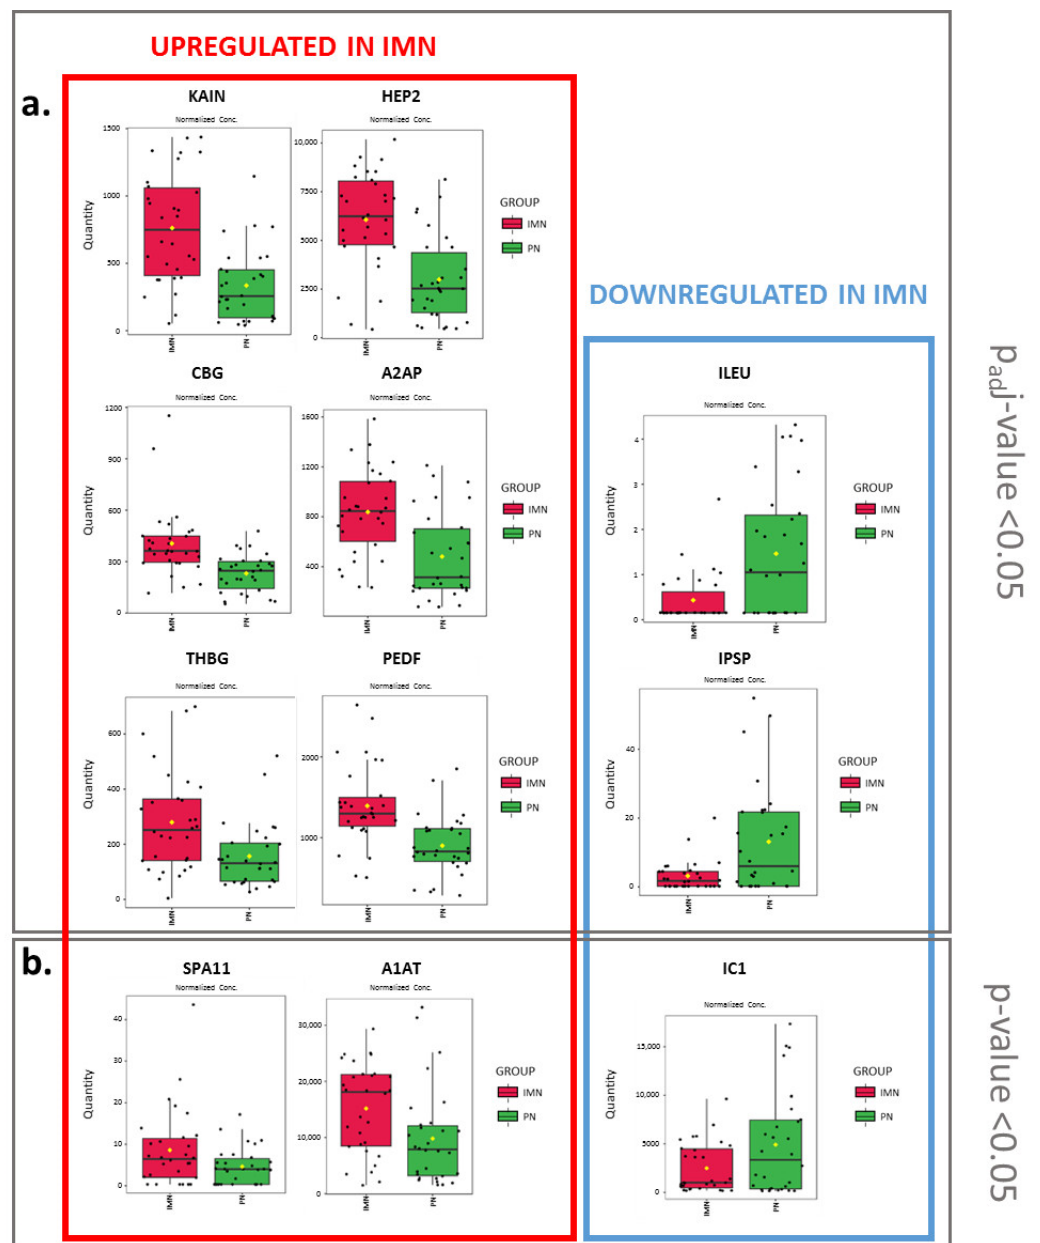 UPREGULATED IN IMN
a.
KAIN
Normalized Conc.
Quantity
1500
1000
500
0
IMN
PN
HEP2
Normalized Conc.
10,000
7500
5000
2500
0
IMN
PN
GROUP
IMN
PN
CBG
Normalized Conc.
Quantity
1200
900
600
300
0
IMN
PN
A2AP
Normalized Conc.
1600
1200
800
400
IMN
PN
GROUP
IMN
PN
THBG
Normalized Conc.
Quantity
600
400
200
0
IMN
PN
PEDF
Normalized Conc.
2000
1000
IMN
PN
GROUP
IMN
PN
DOWNREGULATED IN IMN
ILEU
Normalized Conc.
Quantity
4
3
2
1
0
IMN
PN
GROUP
IMN
PN
IPSP
Normalized Conc.
Quantity
40
20
0
IMN
PN
GROUP
IMN
PN
padj-value <0.05
b.
SPA11
Normalized Conc.
Quantity
40
30
20
10
0
IMN
PN
A1AT
Normalized Conc.
30,000
20,000
10,000
0
IMN
PN
GROUP
IMN
PN
IC1
Normalized Conc.
Quantity
15,000
10,000
5000
0
IMN
PN
GROUP
IMN
PN
p-value <0.05